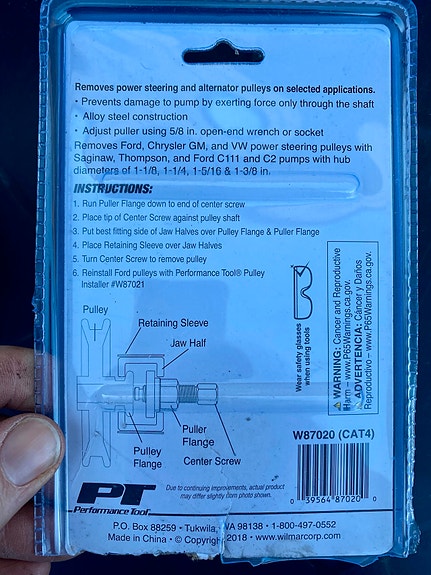 Removes power steering and alternator pulleys on selected applications.
• Prevents damage to pump by exerting force only through the shaft
• Alloy steel construction
• Adjust puller using 5/8 in. open-end wrench or socket
Removes Ford, Chrysler GM, and VW power steering pulleys with
Saginaw, Thompson, and Ford C111 and C2 pumps with hub
diameters of 1-1/8, 1-1/4, 1-5/16 & 1-3/8 in.
INSTRUCTIONS:
1. Run Puller Flange down to end of center screw
2. Place tip of Center Screw against pulley shaft
3. Put best fitting side of Jaw Halves over Pulley Flange & Puller Flange
4. Place Retaining Sleeve over Jaw Halves
5. Turn Center Screw to remove pulley
6. Reinstall Ford pulleys with Performance Tool® Pulley
Installer #W87021
Pulley
Retaining Sleeve
Jaw Half
Puller
Flange
Pulley
Flange
Center Screw
Wear safety glasses
when using tools
WARNING: Cancer and Reproductive
Harm – www.P65Warnings.ca.gov.
ADVERTENCIA: Cáncer y Daños
Reproductivo – www.P65Warnings.ca.gov.
W87020 (CAT4)
0 39564 87020 0
Due to continuing improvements, actual product
may differ slightly from photo shown.
PT
Performance Tool®
P.O. Box 88259 • Tukwila, WA 98138 • 1-800-497-0552
Made in China • © Copyright 2018 • www.wilmarcorp.com